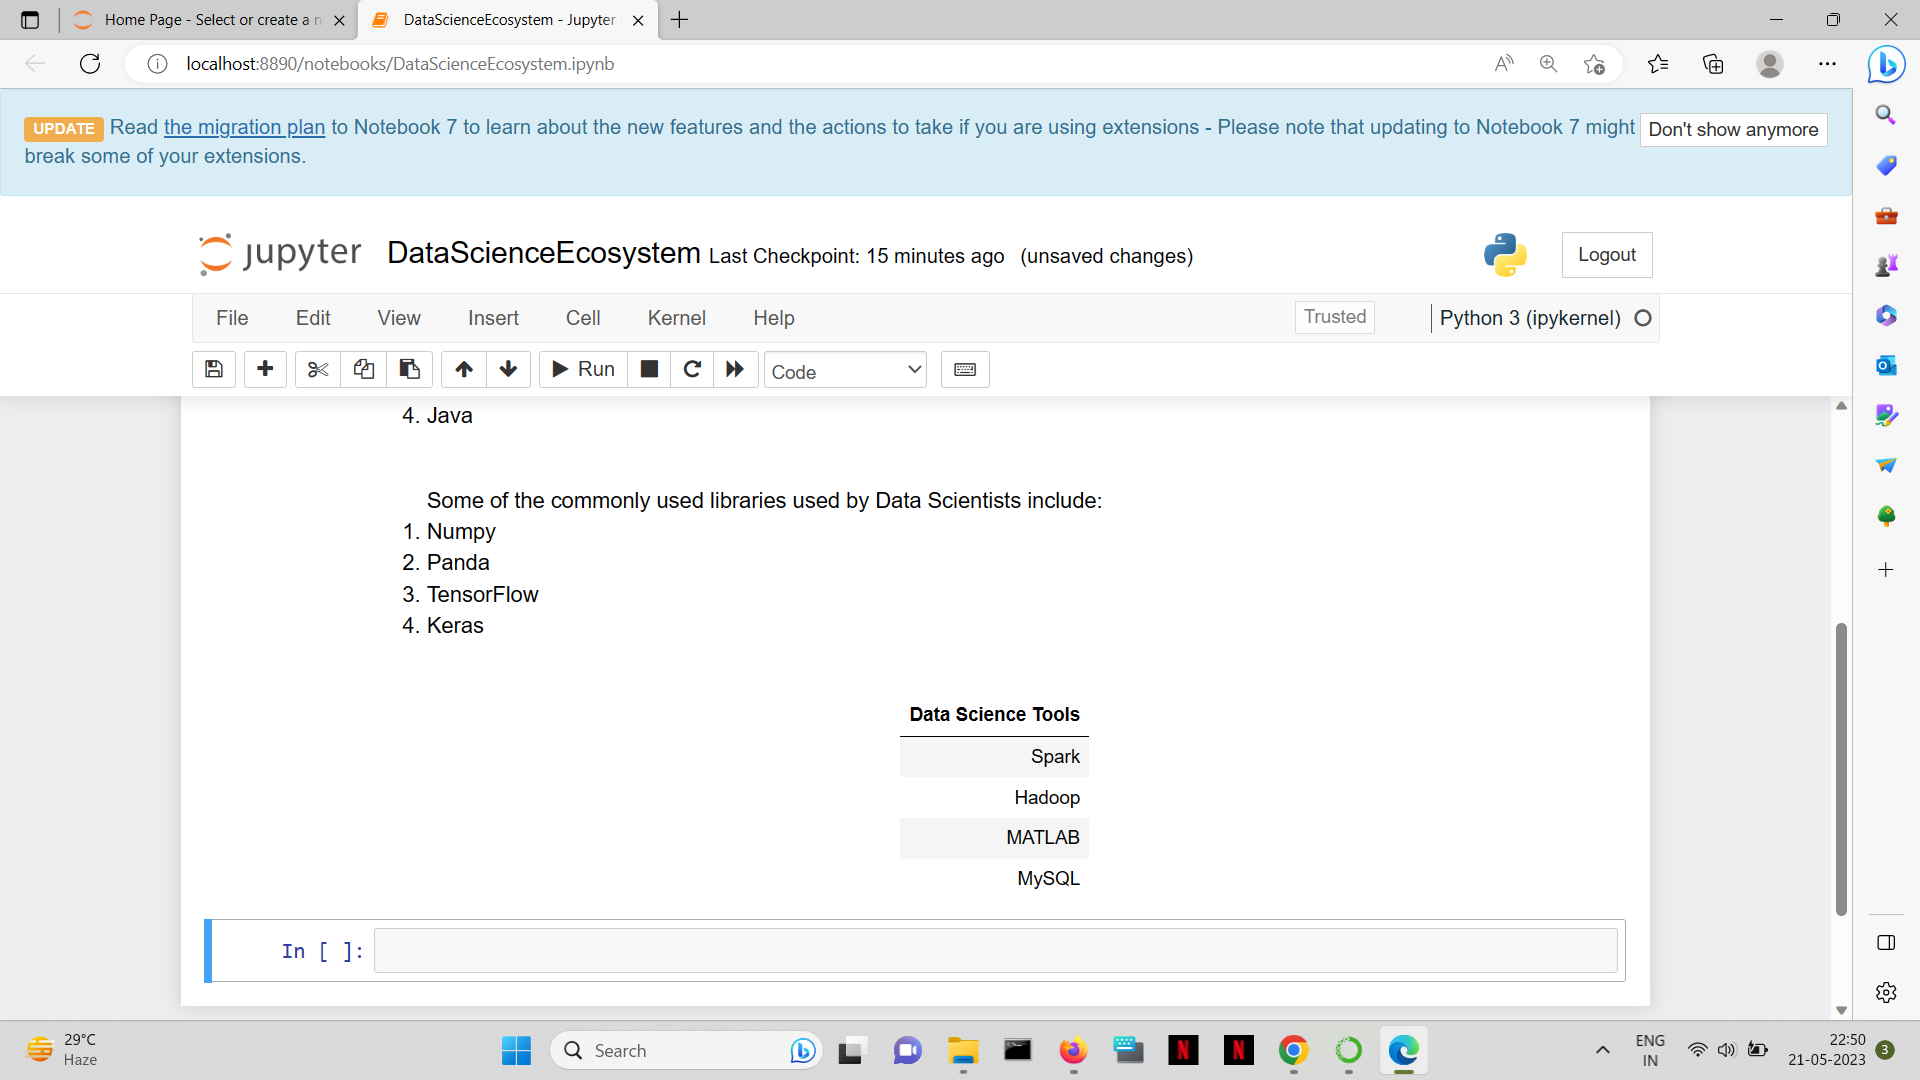 Home Page - Select or create a n
DataScienceEcosystem - Jupyter
localhost:8890/notebooks/DataScienceEcosystem.ipynb
UPDATE Read the migration plan to Notebook 7 to learn about the new features and the actions to take if you are using extensions - Please note that updating to Notebook 7 might
break some of your extensions.
Don't show anymore
jupyter DataScienceEcosystem Last Checkpoint: 15 minutes ago (unsaved changes)
Logout
File Edit View Insert Cell Kernel Help
Trusted
Python 3 (ipykernel)
Run
Code
4. Java
Some of the commonly used libraries used by Data Scientists include:
1. Numpy
2. Panda
3. TensorFlow
4. Keras
Data Science Tools
Spark
Hadoop
MATLAB
MySQL
In [ ]:
29°C
Haze
Search
ENG
IN
22:50
21-05-2023
3